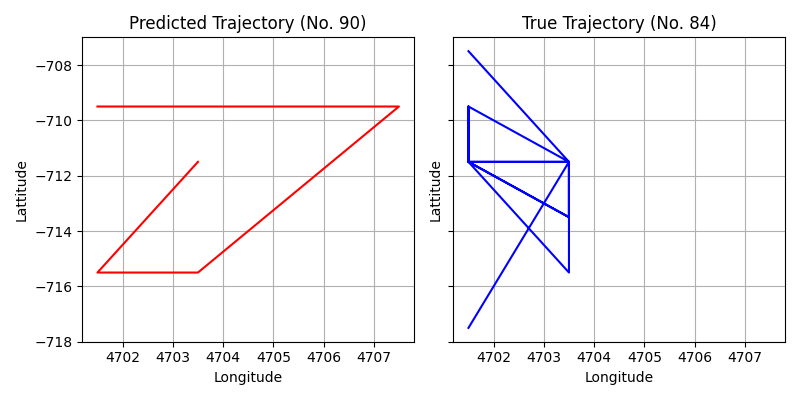 Predicted Trajectory (No. 90)
True Trajectory (No. 84)
Lattitude
−708
−710
−712
−714
−716
−718
4702 4703 4704 4705 4706 4707
Longitude
Lattitude
4702 4703 4704 4705 4706 4707
Longitude